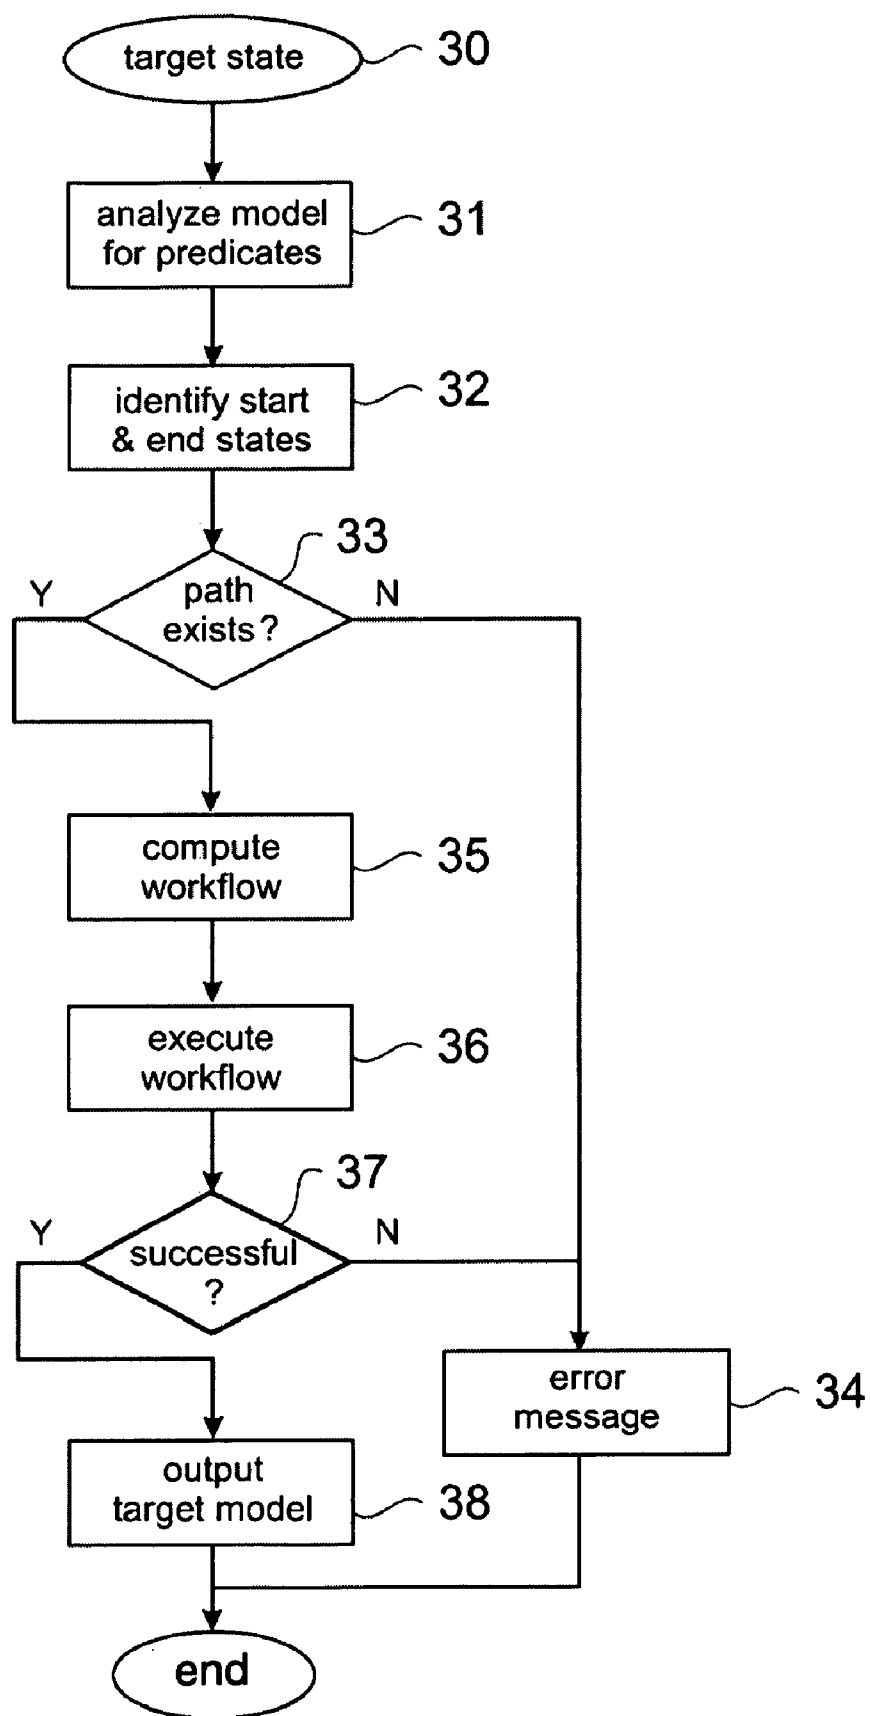 target state
30
analyze model
for predicates
31
identify start
& end states
32
33
path
exists?
Y
N
compute
workflow
35
execute
workflow
36
37
successful
?
Y
N
error
message
34
output
target model
38
end